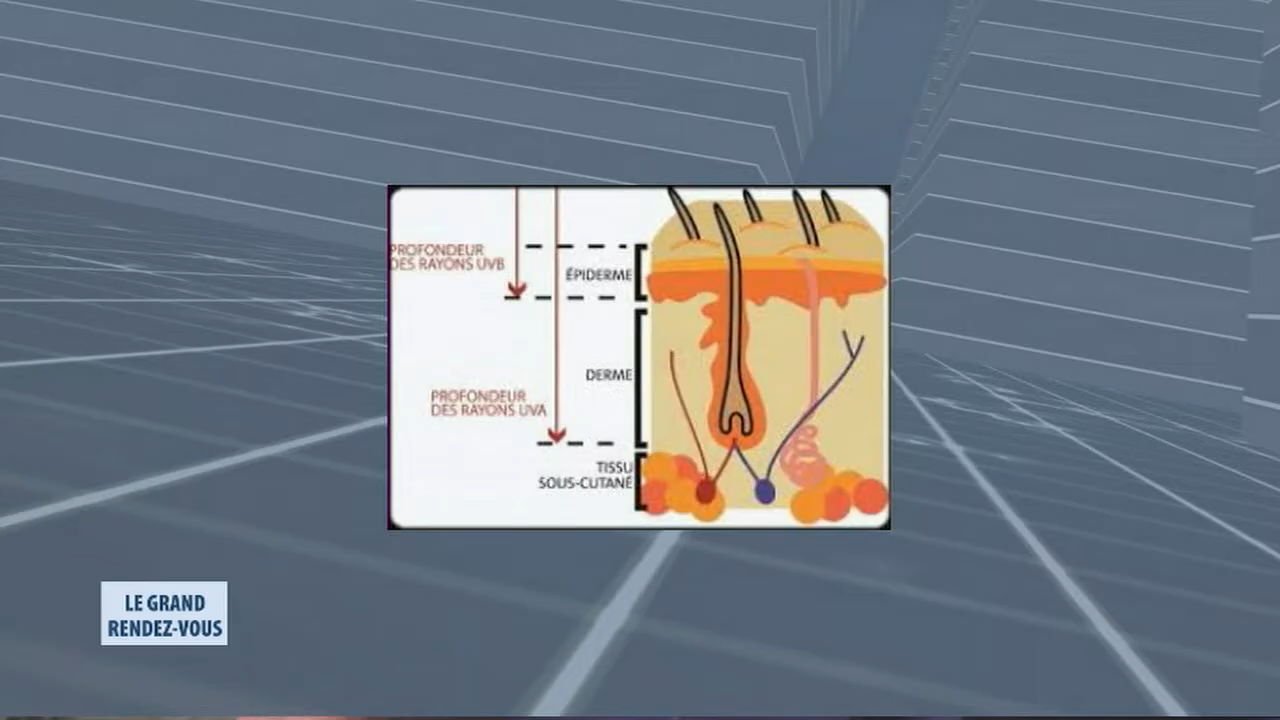 PROFONDEUR
DES RAYONS UVB
ÉPIDERME
DERME
PROFONDEUR
DES RAYONS UVA
TISSU
SOUS-CUTANÉ
LE GRAND
RENDEZ-VOUS